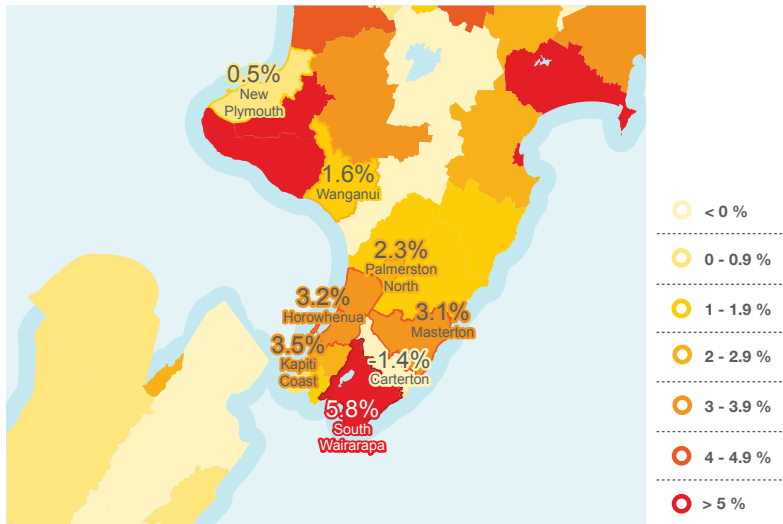 0.5%
New
Plymouth
1.6%
Wanganui
2.3%
Palmerston
North
3.2%
Horowhenua
3.1%
Masterton
3.5%
Kapiti
Coast
-1.4%
Carterton
5.8%
South
Wairarapa
< 0 %
0 - 0.9 %
1 - 1.9 %
2 - 2.9 %
3 - 3.9 %
4 - 4.9 %
> 5 %